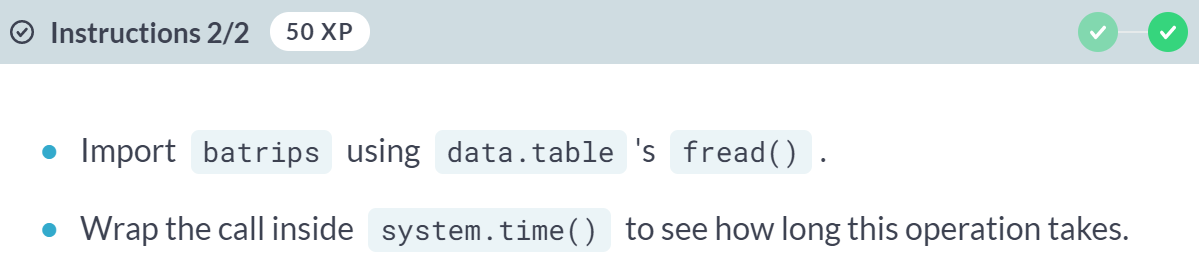 Instructions 2/2 50 XP
Import batrips using data.table 's fread() .
Wrap the call inside system.time() to see how long this operation takes.